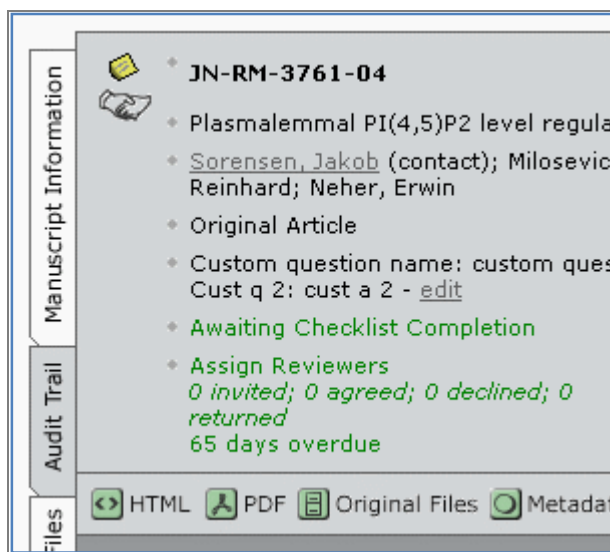 Manuscript Information
Audit Trail
Files
JN-RM-3761-04
Plasmalemmal PI(4,5)P2 level regula
Sorensen, Jakob (contact); Milosevic
Reinhard; Neher, Erwin
Original Article
Custom question name: custom ques
Cust q 2: cust a 2 - edit
Awaiting Checklist Completion
Assign Reviewers
0 invited; 0 agreed; 0 declined; 0
returned
65 days overdue
HTML PDF Original Files Metada